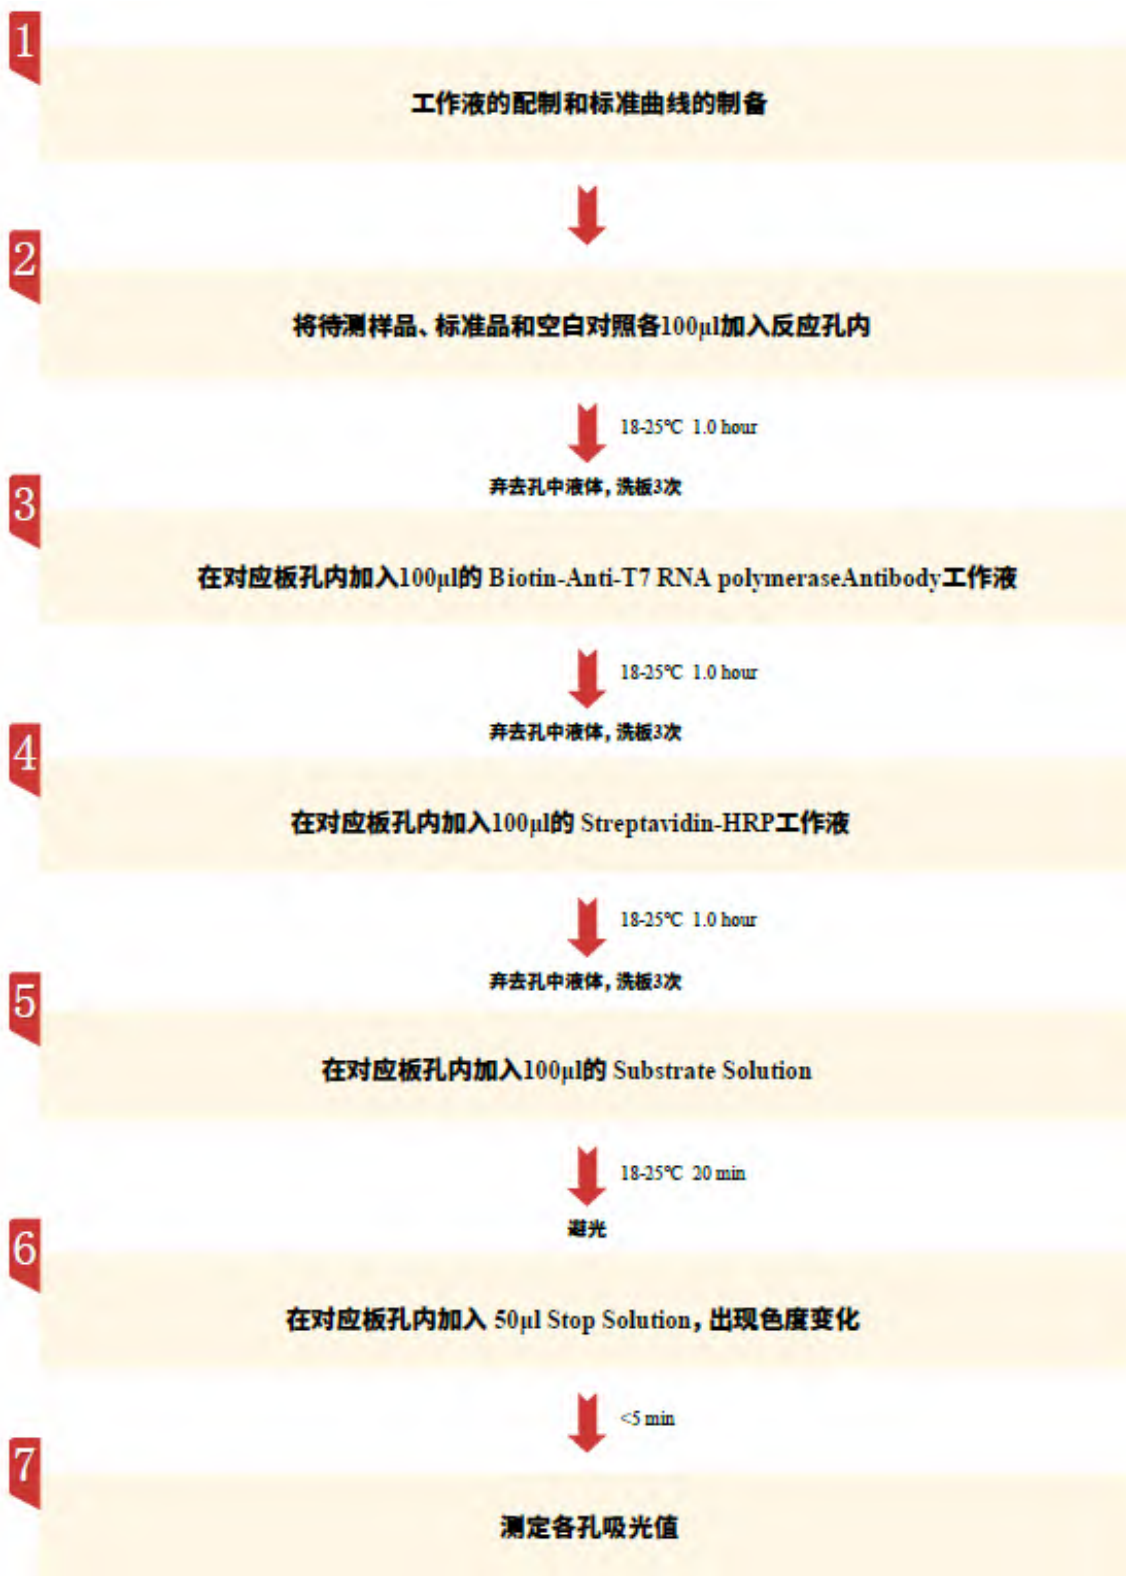 1
工作液的配制和标准曲线的制备
2
将待测样品、标准品和空白对照各100μl加入反应孔内
18-25℃ 1.0 hour
弃去孔中液体，洗板3次
3
在对应板孔内加入100μl的 Biotin-Anti-T7 RNA polymeraseAntibody工作液
18-25℃ 1.0 hour
弃去孔中液体，洗板3次
4
在对应板孔内加入100μl的 Streptavidin-HRP工作液
18-25℃ 1.0 hour
弃去孔中液体，洗板3次
5
在对应板孔内加入100μl的 Substrate Solution
18-25℃ 20 min
避光
6
在对应板孔内加入 50μl Stop Solution，出现色度变化
<5 min
7
测定各孔吸光值